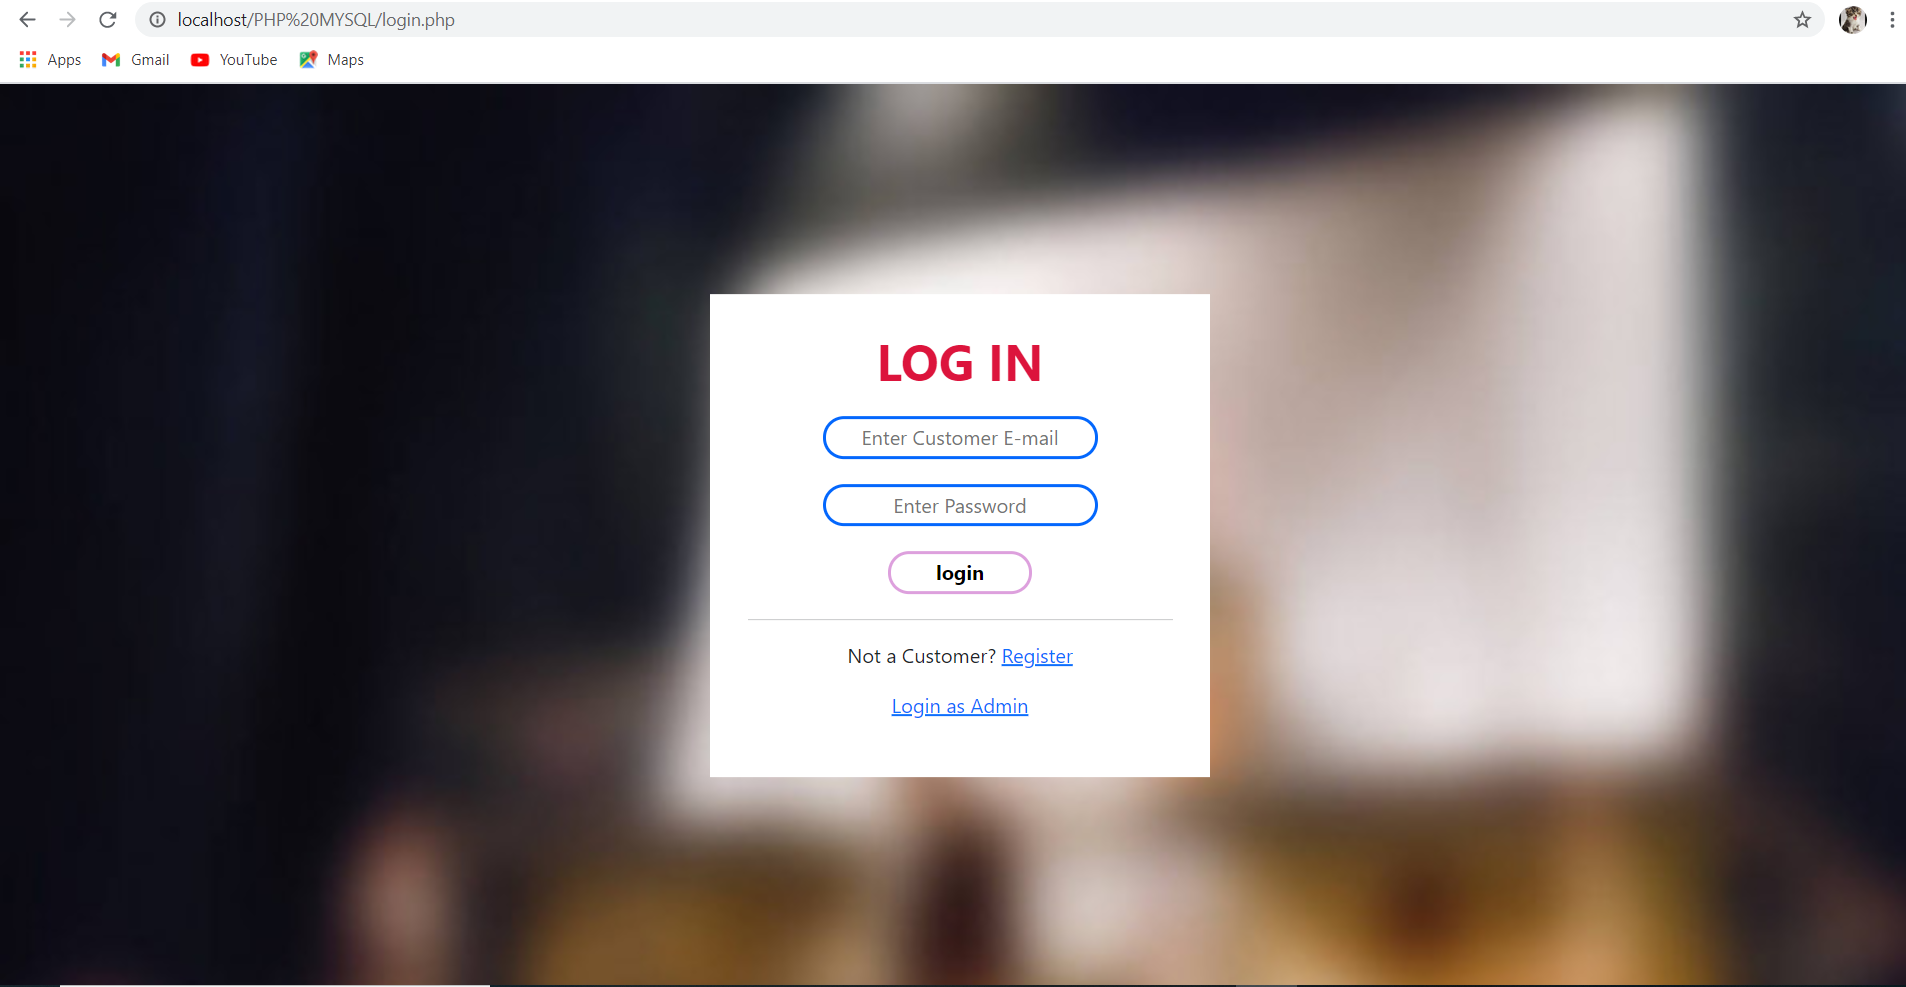 localhost/PHP%20MYSQL/login.php
Apps Gmail YouTube Maps
LOG IN
Enter Customer E-mail
Enter Password
login
Not a Customer? Register
Login as Admin